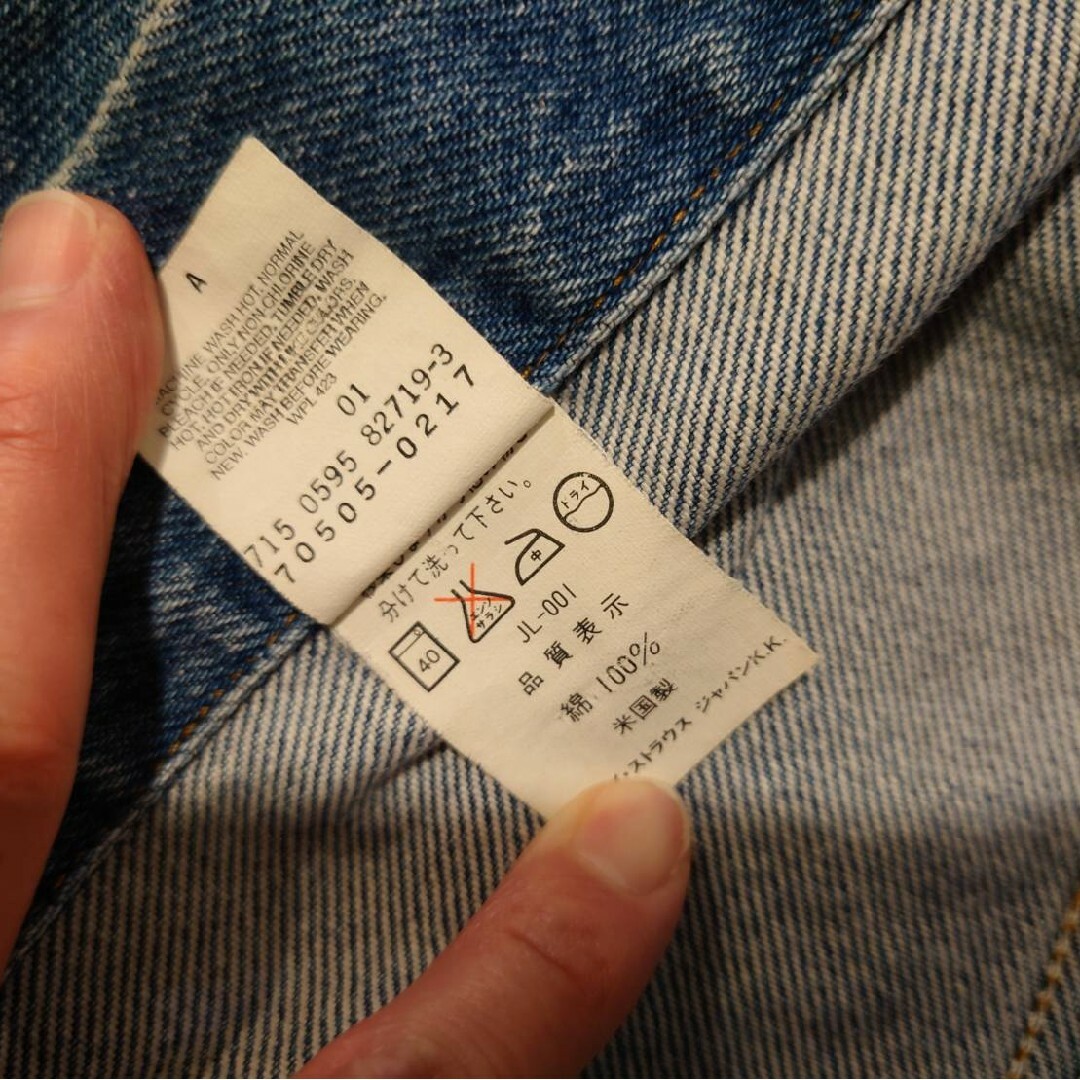 A
MACHINE WASH HOT. NORMAL
CYCLE. ONLY NON CHLORINE
BLEACH IF NEEDED. TUMBLE DRY
HOT. HOT IRON IF NEEDED. WASH
AND DRY WITH LIKE COLORS.
COLOR MAY TRANSFER WHEN
NEW. WASH BEFORE WEARING.
WPL 423
01
715 0595 82719-3
70505-0217
分けて洗って下さい。
40
エンソ
サラシ
中
ドライ
JL-001
品質表示
綿 100%
米国製
ストラウス ジャパンK.K.